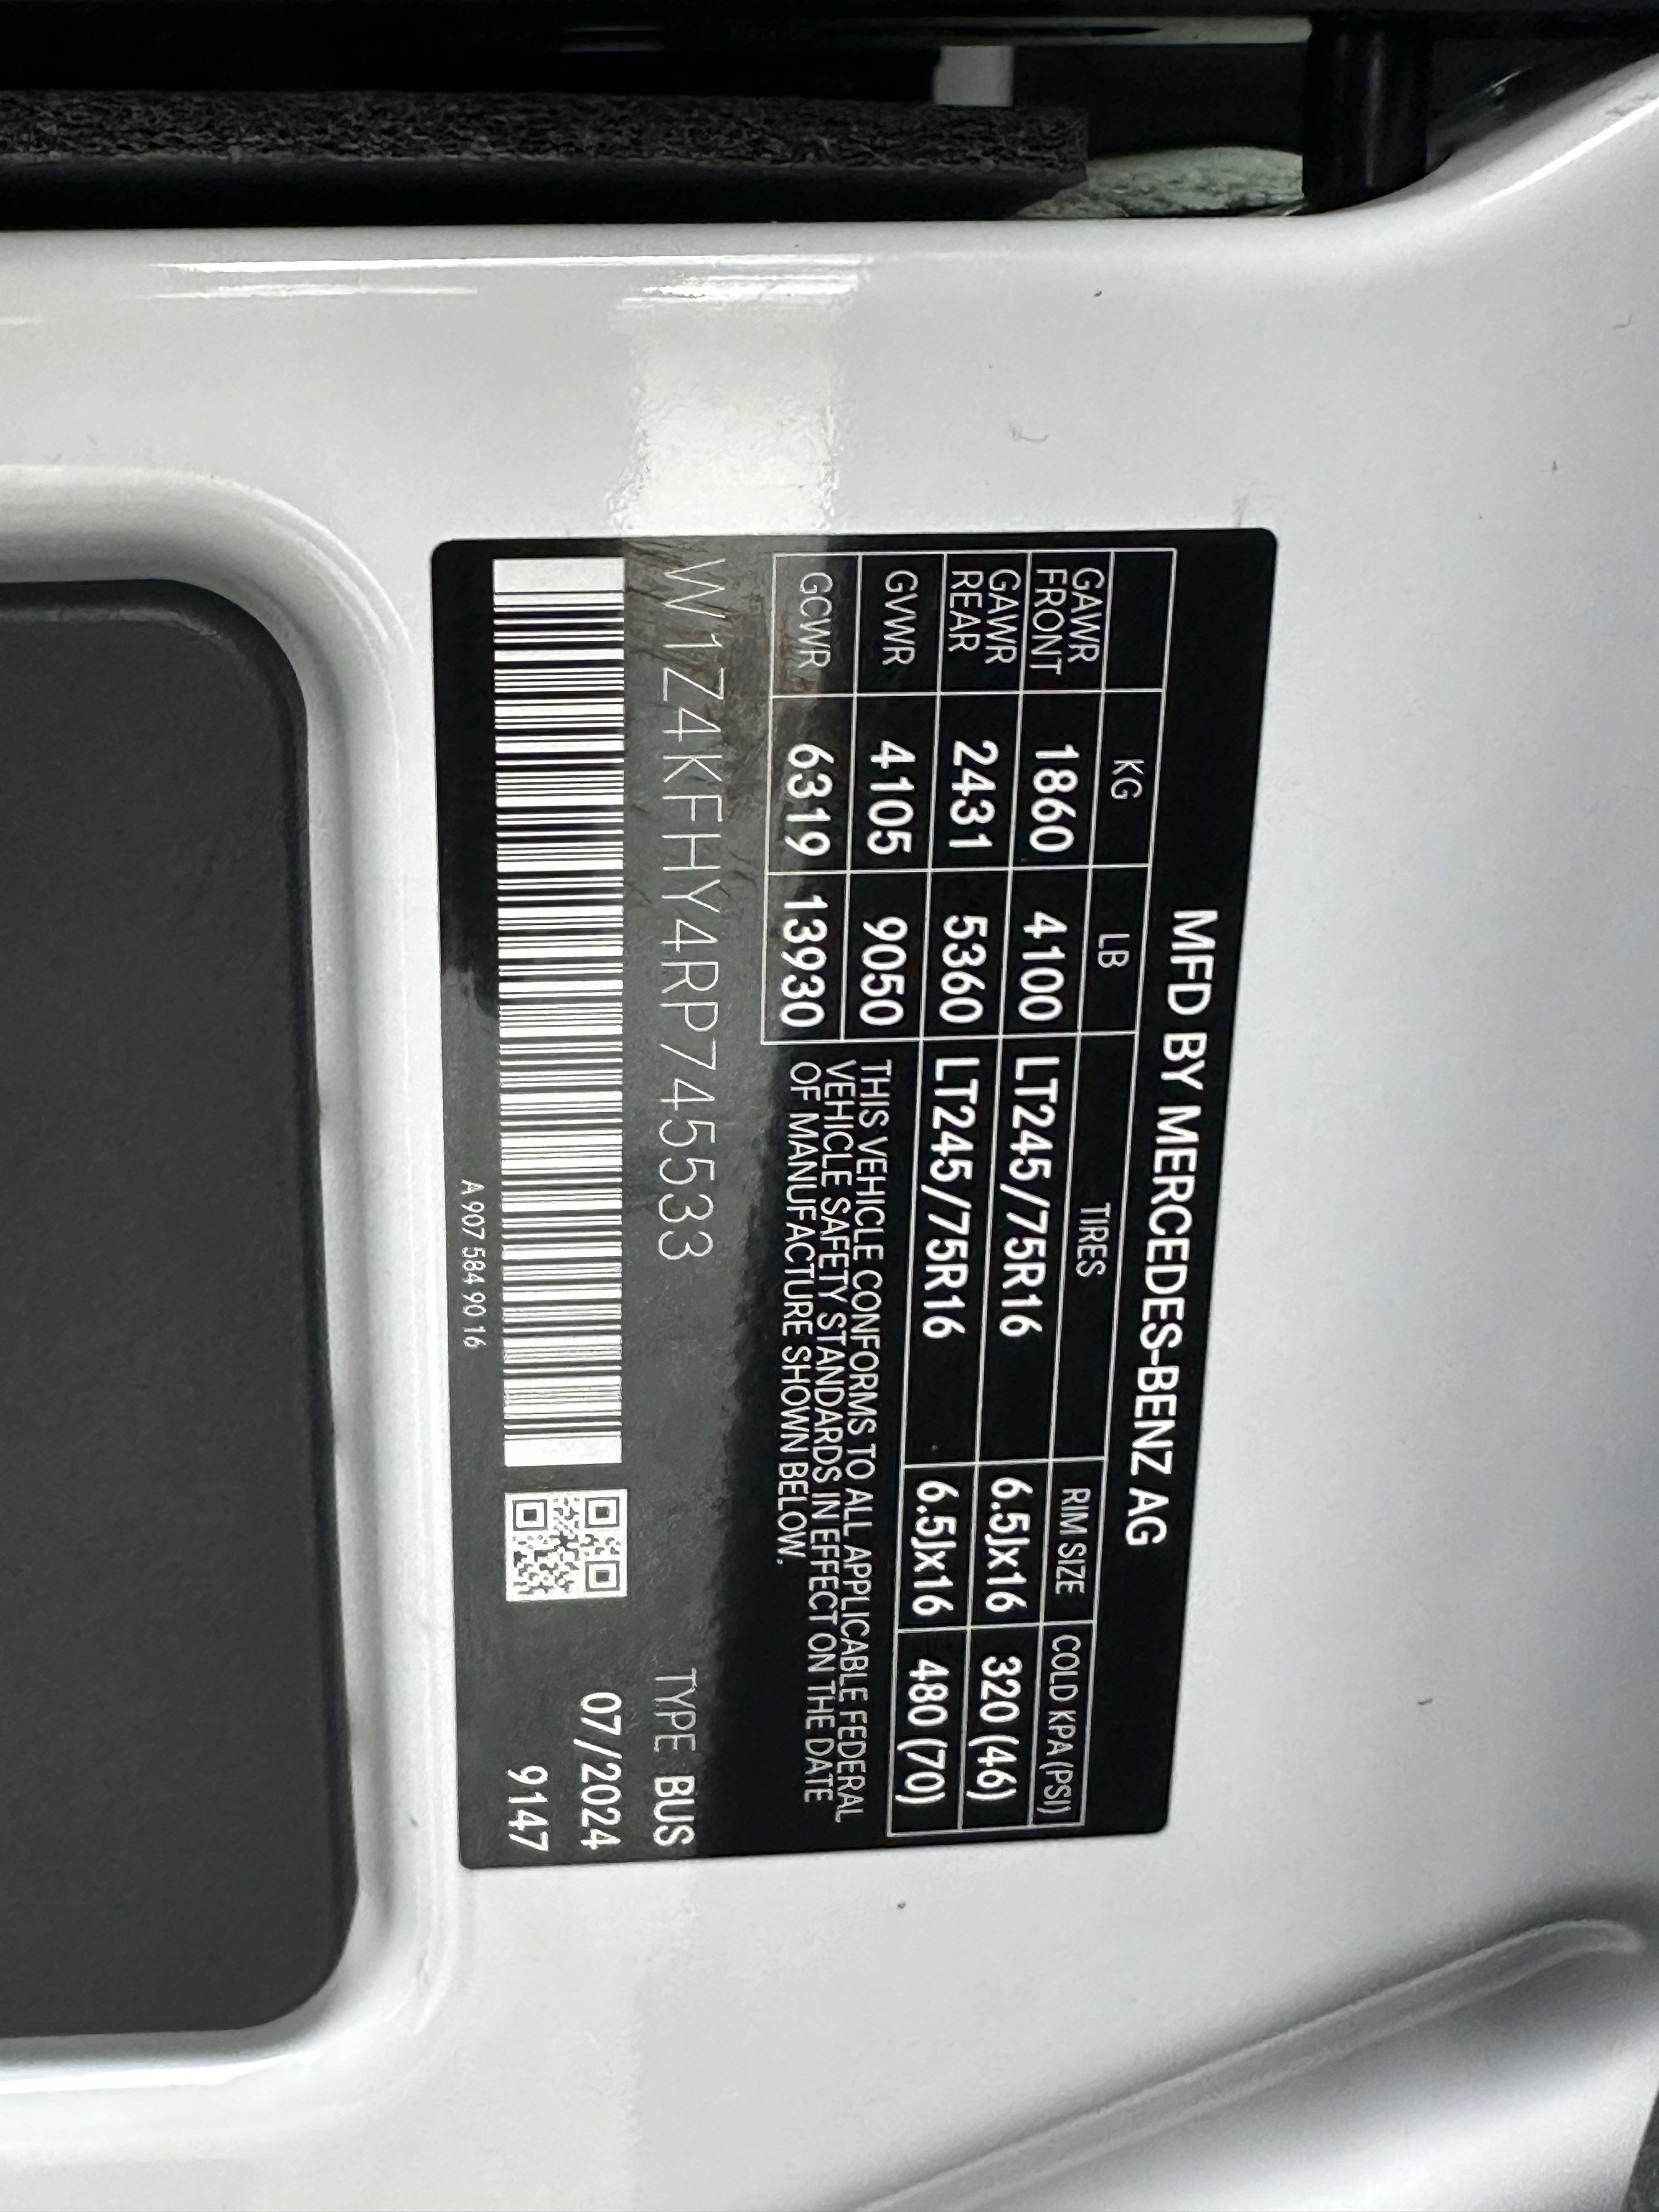 MFD BY MERCEDES-BENZ AG
KG LB TIRES RIM SIZE COLD KPA (PSI)
GAWR FRONT 1860 4100 LT245/75R16 6.5Jx16 320 (46)
GAWR REAR 2431 5360 LT245/75R16 6.5Jx16 480 (70)
GVWR 4105 9050
GCWR 6319 13930
THIS VEHICLE CONFORMS TO ALL APPLICABLE FEDERAL
VEHICLE SAFETY STANDARDS IN EFFECT ON THE DATE
OF MANUFACTURE SHOWN BELOW.
W1Z4KFHY4RP745533
TYPE BUS
07/2024
9147
A 907 584 90 16